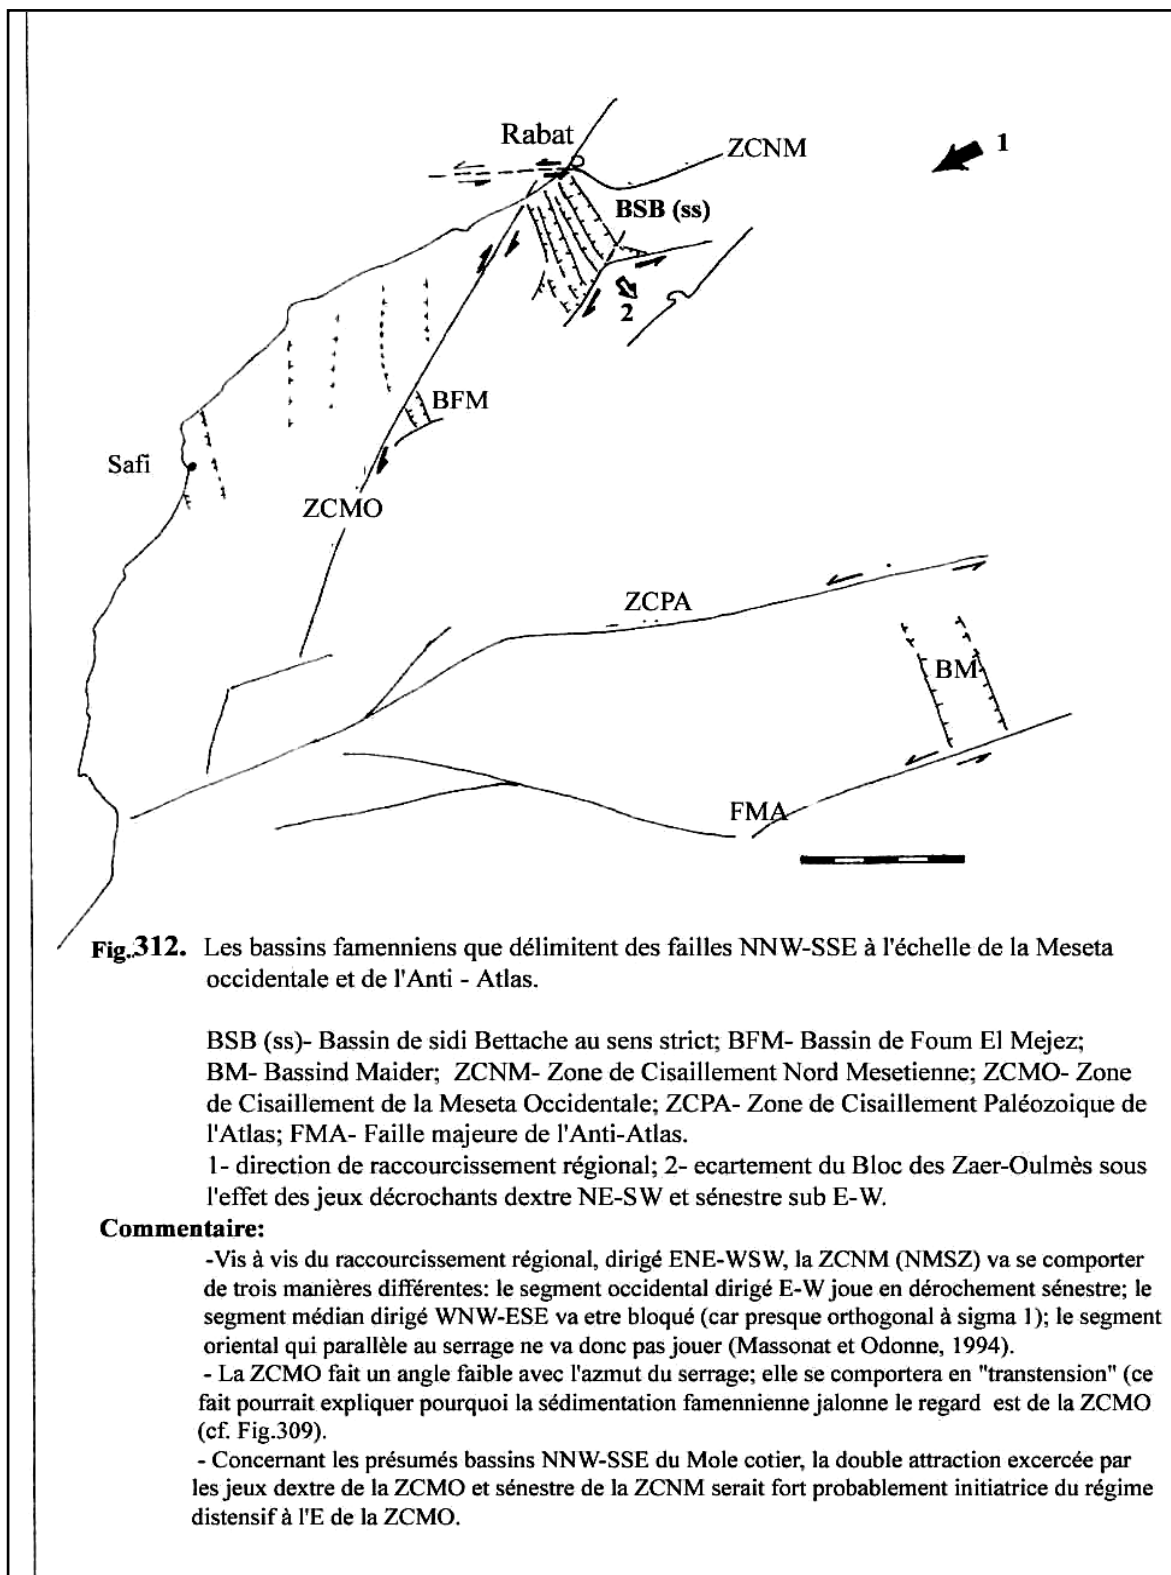 Rabat
ZCNM
1
BSB (ss)
2
BFM
Safi
ZCMO
ZCPA
BM
FMA
Fig..312. Les bassins famenniens que délimitent des failles NNW-SSE à l'échelle de la Meseta
occidentale et de l'Anti - Atlas.
BSB (ss)- Bassin de sidi Bettache au sens strict; BFM- Bassin de Foum El Mejez;
BM- Bassind Maider; ZCNM- Zone de Cisaillement Nord Mesetienne; ZCMO- Zone
de Cisaillement de la Meseta Occidentale; ZCPA- Zone de Cisaillement Paléozoique de
l'Atlas; FMA- Faille majeure de l'Anti-Atlas.
1- direction de raccourcissement régional; 2- ecartement du Bloc des Zaer-Oulmès sous
l'effet des jeux décrochants dextre NE-SW et sénestre sub E-W.
Commentaire:
-Vis à vis du raccourcissement régional, dirigé ENE-WSW, la ZCNM (NMSZ) va se comporter
de trois manières différentes: le segment occidental dirigé E-W joue en dérochement sénestre; le
segment médian dirigé WNW-ESE va etre bloqué (car presque orthogonal à sigma 1); le segment
oriental qui parallèle au serrage ne va donc pas jouer (Massonat et Odonne, 1994).
- La ZCMO fait un angle faible avec l'azmut du serrage; elle se comportera en "transtension" (ce
fait pourrait expliquer pourquoi la sédimentation famennienne jalonne le regard est de la ZCMO
(cf. Fig.309).
- Concernant les présumés bassins NNW-SSE du Mole cotier, la double attraction excercée par
les jeux dextre de la ZCMO et sénestre de la ZCNM serait fort probablement initiatrice du régime
distensif à l'E de la ZCMO.